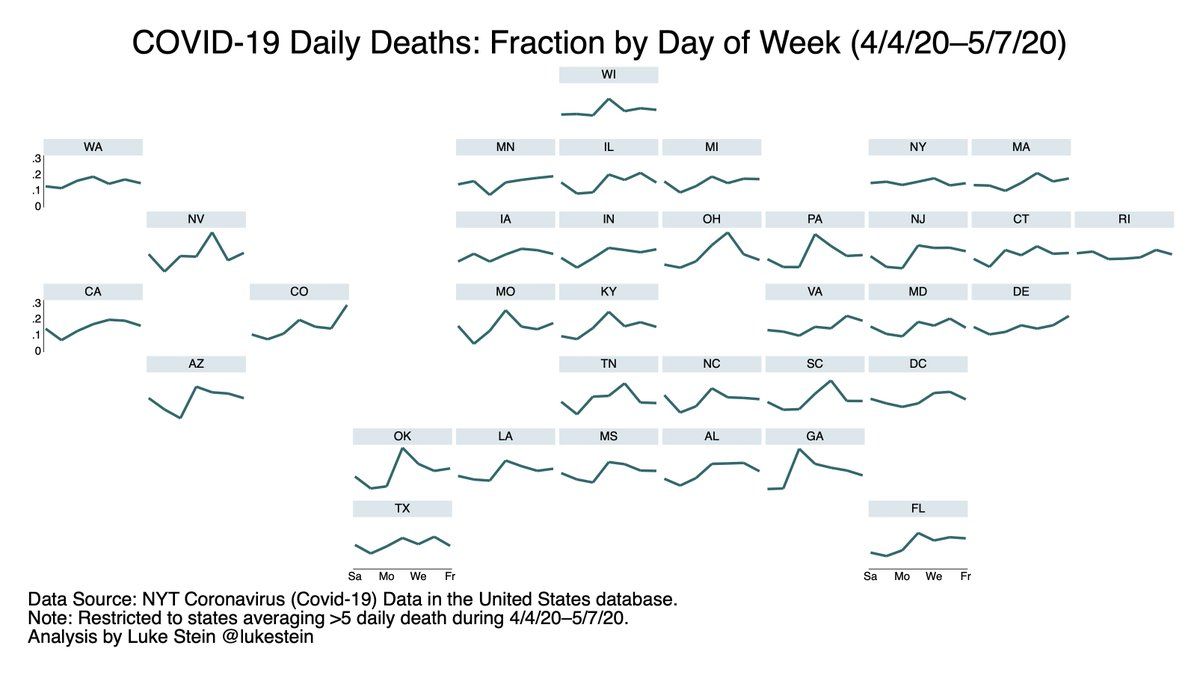 COVID-19 Daily Deaths: Fraction by Day of Week (4/4/20–5/7/20)
WI
WA MN IL MI NY MA
.3
.2
.1
0
NV IA IN OH PA NJ CT RI
CA CO MO KY VA MD DE
.3
.2
.1
0
AZ TN NC SC DC
OK LA MS AL GA
TX FL
Sa Mo We Fr Sa Mo We Fr
Data Source: NYT Coronavirus (Covid-19) Data in the United States database.
Note: Restricted to states averaging >5 daily death during 4/4/20–5/7/20.
Analysis by Luke Stein @lukestein